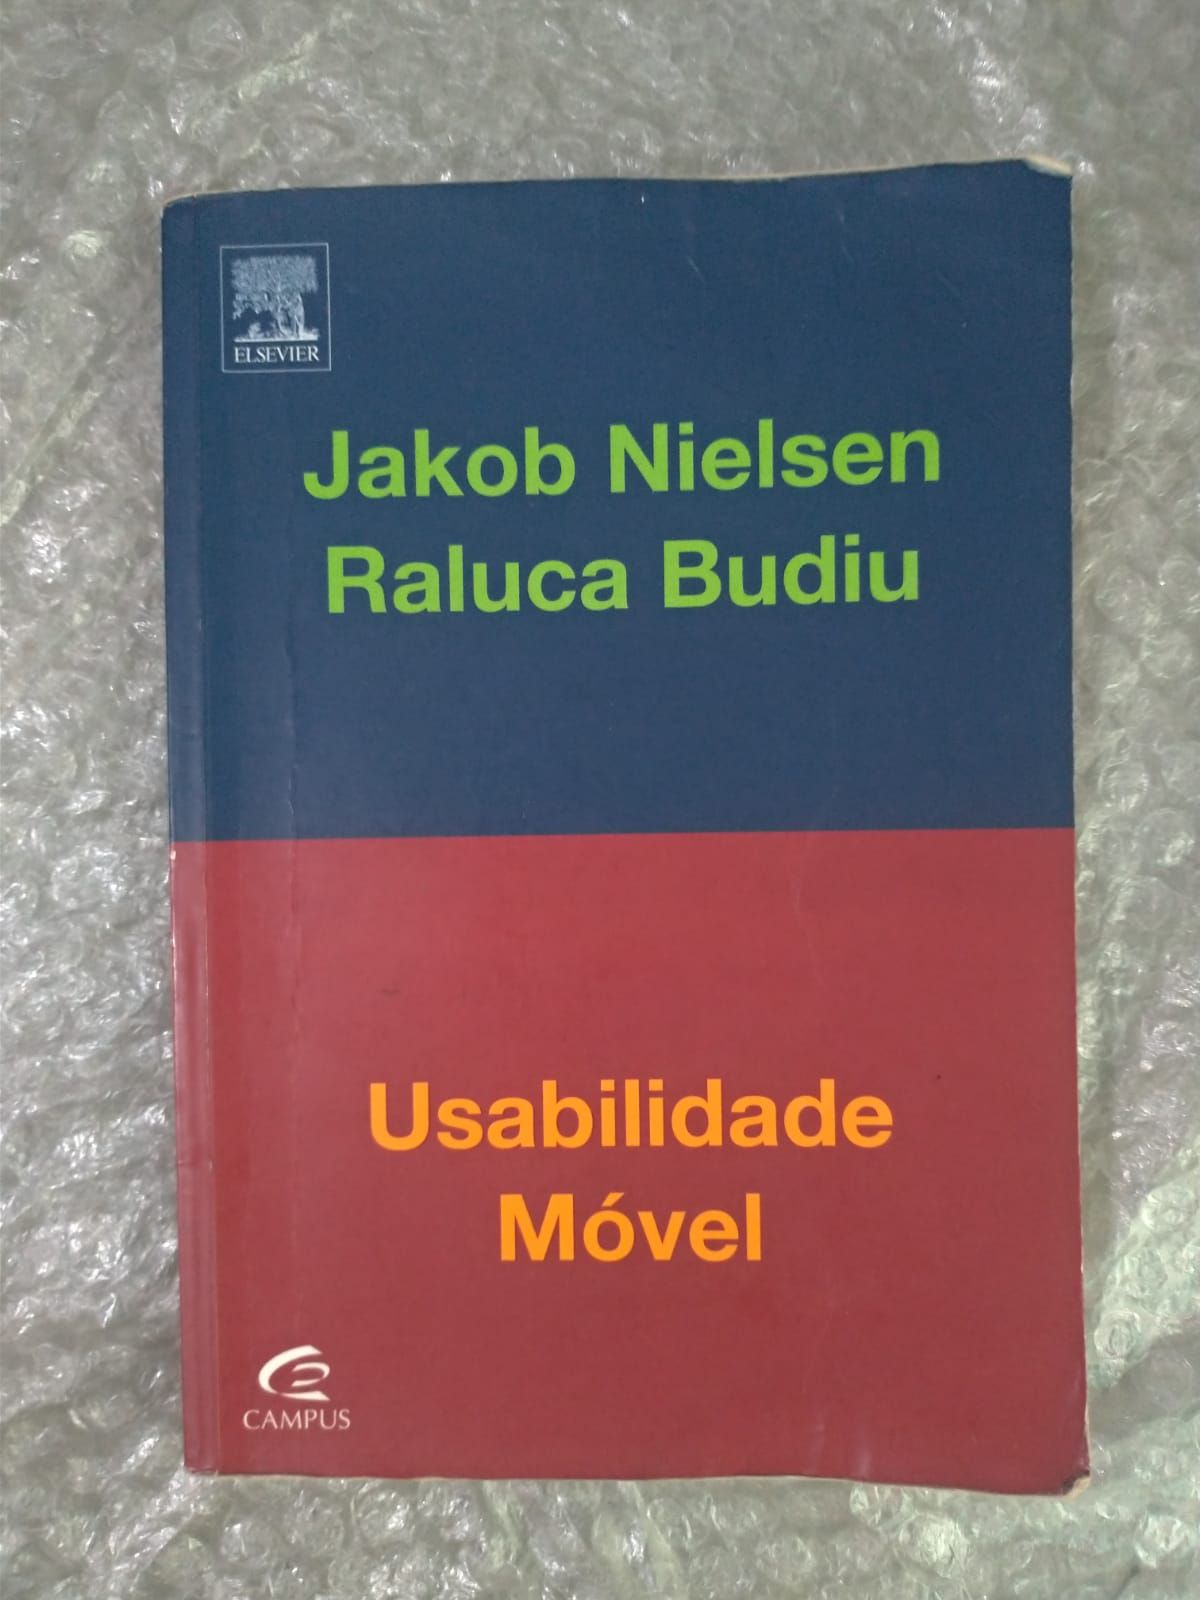 ELSEVIER
Jakob Nielsen
Raluca Budiu
Usabilidade
Móvel
CAMPUS